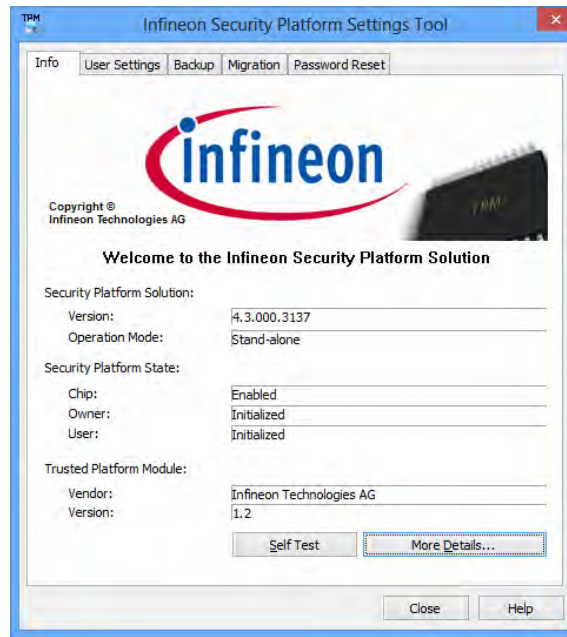 TPM
Infineon Security Platform Settings Tool
Info User Settings Backup Migration Password Reset
infineon
TPM
Copyright ©
Infineon Technologies AG
Welcome to the Infineon Security Platform Solution
Security Platform Solution:
Version: 4.3.000.3137
Operation Mode: Stand-alone
Security Platform State:
Chip: Enabled
Owner: Initialized
User: Initialized
Trusted Platform Module:
Vendor: Infineon Technologies AG
Version: 1.2
Self Test More Details...
Close Help